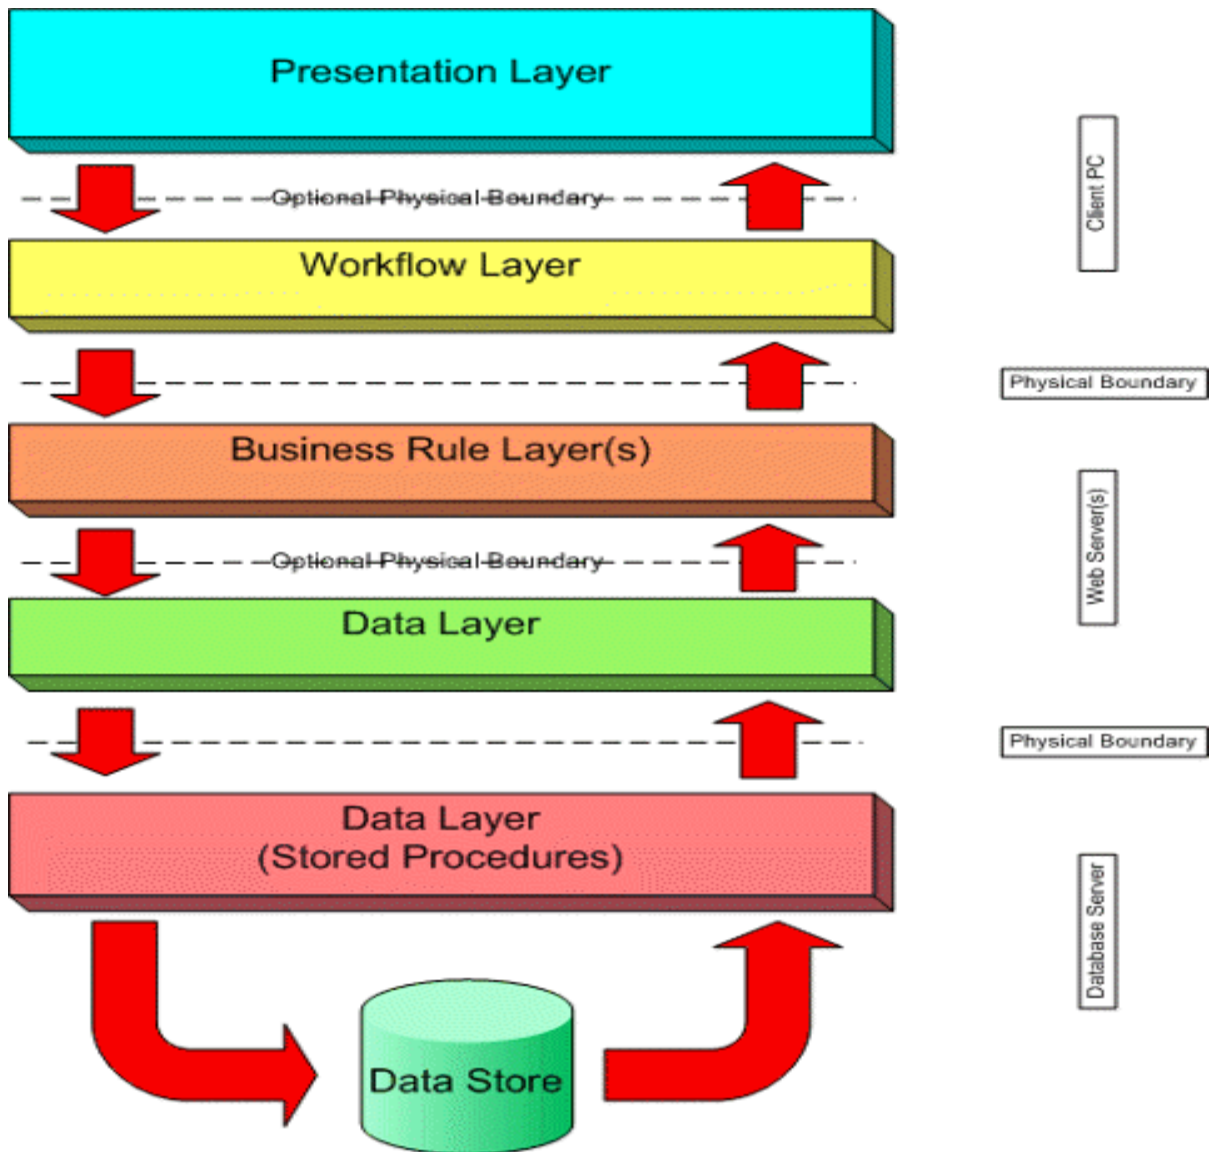 Presentation Layer
Optional Physical Boundary
Client PC
Workflow Layer
Physical Boundary
Business Rule Layer(s)
Web Server(s)
Optional Physical Boundary
Data Layer
Physical Boundary
Data Layer
(Stored Procedures)
Database Server
Data Store